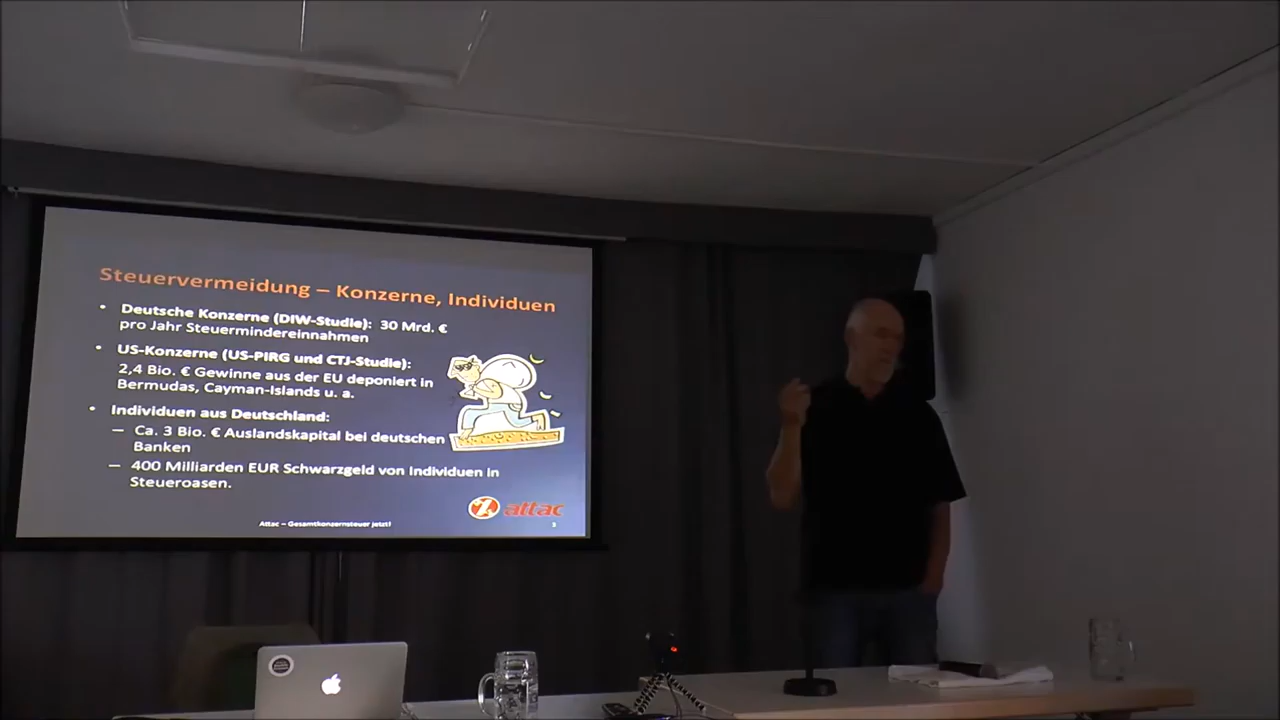 Steuervermeidung – Konzerne, Individuen
• Deutsche Konzerne (DIW-Studie): 30 Mrd. €
pro Jahr Steuermindereinnahmen
• US-Konzerne (US-PIRG und CTJ-Studie):
2,4 Bio. € Gewinne aus der EU deponiert in
Bermudas, Cayman-Islands u. a.
• Individuen aus Deutschland:
– Ca. 3 Bio. € Auslandskapital bei deutschen
Banken
– 400 Milliarden EUR Schwarzgeld von Individuen in
Steueroasen.
attac
Attac – Gesamtkonzernsteuer jetzt!